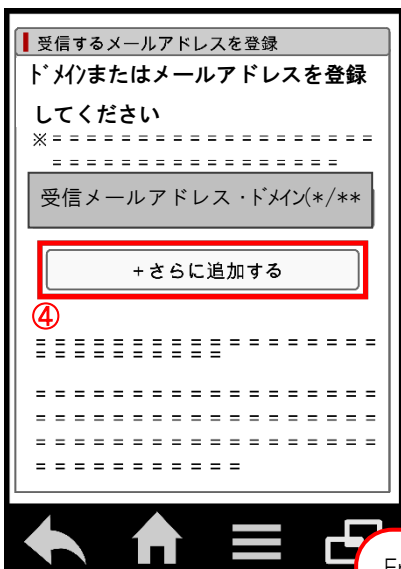 受信するメールアドレスを登録
ﾄﾞﾒｲﾝまたはメールアドレスを登録
してください
※= = = = = = = = = = = = = = = = = =
= = = = = = = = = = = = = = = =
受信メールアドレス・ﾄﾞﾒｲﾝ(*/**
+さらに追加する
④
= = = = = = = = = = = = = = = = = =
= = = = = = = = = =
= = = = = = = = = = = = = = = = = =
= = = = = = = = = = = = = = = = = =
= = = = = = = = = = = = = = = = = =
= = = = = = = = = = =